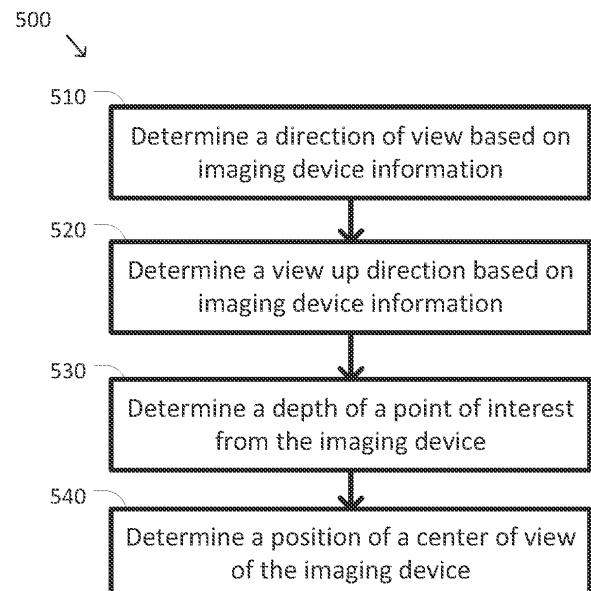 500
510
Determine a direction of view based on
imaging device information
520
Determine a view up direction based on
imaging device information
530
Determine a depth of a point of interest
from the imaging device
540
Determine a position of a center of view
of the imaging device